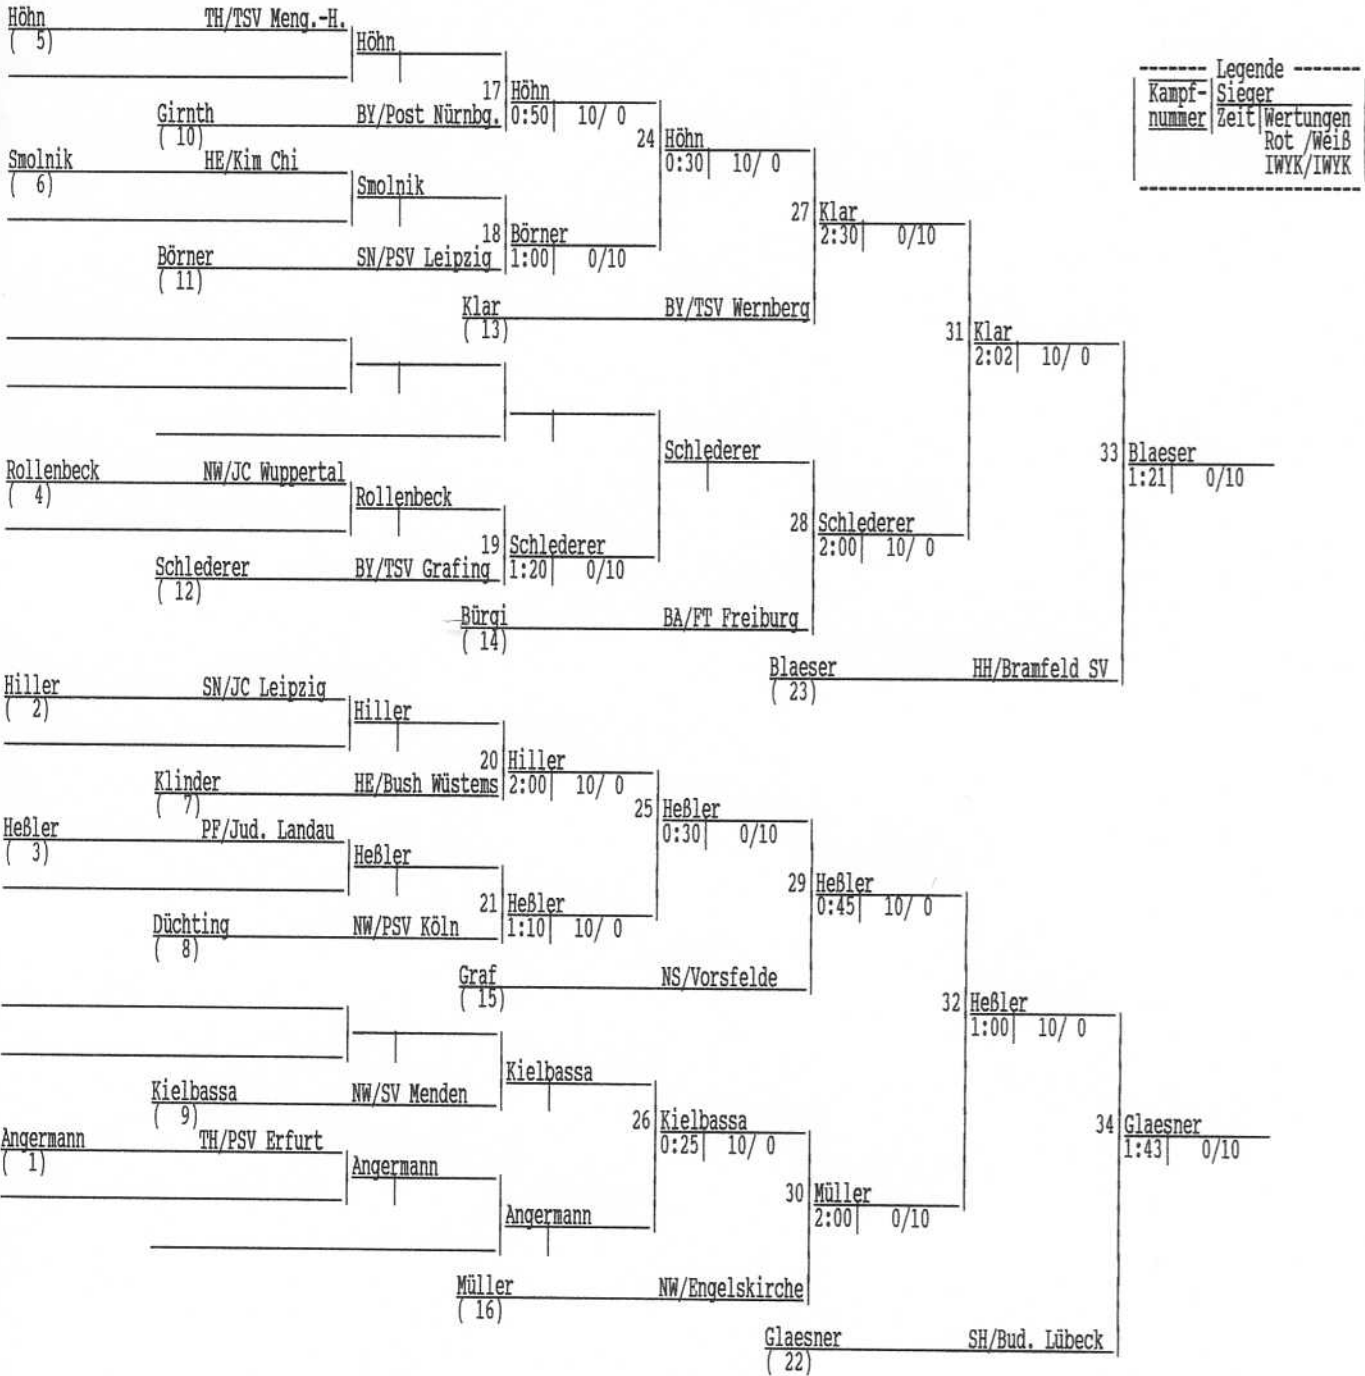 Höhn TH/TSV Meng.-H.
( 5)
Höhn
------- Legende -------
Kampf- Sieger
nummer Zeit Wertungen
Rot /Weiß
IWYK/IWYK
17 Höhn
0:50 10/ 0
Girnth BY/Post Nürnbg.
( 10)
24 Höhn
0:30 10/ 0
Smolnik HE/Kim Chi
( 6)
Smolnik
18 Börner
1:00 0/10
Börner SN/PSV Leipzig
( 11)
27 Klar
2:30 0/10
Klar BY/TSV Wernberg
( 13)
31 Klar
2:02 10/ 0
Schlederer
33 Blaeser
1:21 0/10
Rollenbeck NW/JC Wuppertal
( 4)
Rollenbeck
28 Schlederer
2:00 10/ 0
19 Schlederer
1:20 0/10
Schlederer BY/TSV Grafing
( 12)
Bürgi BA/FT Freiburg
( 14)
Blaeser HH/Bramfeld SV
( 23)
Hiller SN/JC Leipzig
( 2)
Hiller
20 Hiller
2:00 10/ 0
Klinder HE/Bush Wüstems
( 7)
25 Heßler
0:30 0/10
Heßler PF/Jud. Landau
( 3)
Heßler
29 Heßler
0:45 10/ 0
21 Heßler
1:10 10/ 0
Düchting NW/PSV Köln
( 8)
Graf NS/Vorsfelde
( 15)
32 Heßler
1:00 10/ 0
Kielbassa
Kielbassa NW/SV Menden
( 9)
26 Kielbassa
0:25 10/ 0
34 Glaesner
1:43 0/10
Angermann TH/PSV Erfurt
( 1)
Angermann
30 Müller
2:00 0/10
Angermann
Müller NW/Engelskirche
( 16)
Glaesner SH/Bud. Lübeck
( 22)